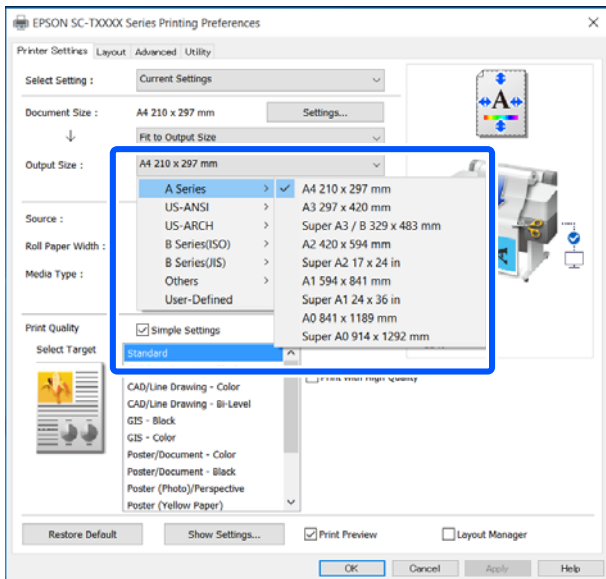 EPSON SC-TXXXX Series Printing Preferences
Printer Settings Layout Advanced Utility
Select Setting : Current Settings
Document Size : A4 210 x 297 mm Settings...
Fit to Output Size
Output Size : A4 210 x 297 mm
A Series
US-ANSI
US-ARCH
B Series(ISO)
B Series(JIS)
Others
User-Defined
A4 210 x 297 mm
A3 297 x 420 mm
Super A3 / B 329 x 483 mm
A2 420 x 594 mm
Super A2 17 x 24 in
A1 594 x 841 mm
Super A1 24 x 36 in
A0 841 x 1189 mm
Super A0 914 x 1292 mm
A
Source :
Roll Paper Width :
Media Type :
Print Quality Simple Settings
Select Target
Standard
Print with High Quality
CAD/Line Drawing - Color
CAD/Line Drawing - Bi-Level
GIS - Black
GIS - Color
Poster/Document - Color
Poster/Document - Black
Poster (Photo)/Perspective
Poster (Yellow Paper)
Restore Default Show Settings... Print Preview Layout Manager
OK Cancel Apply Help